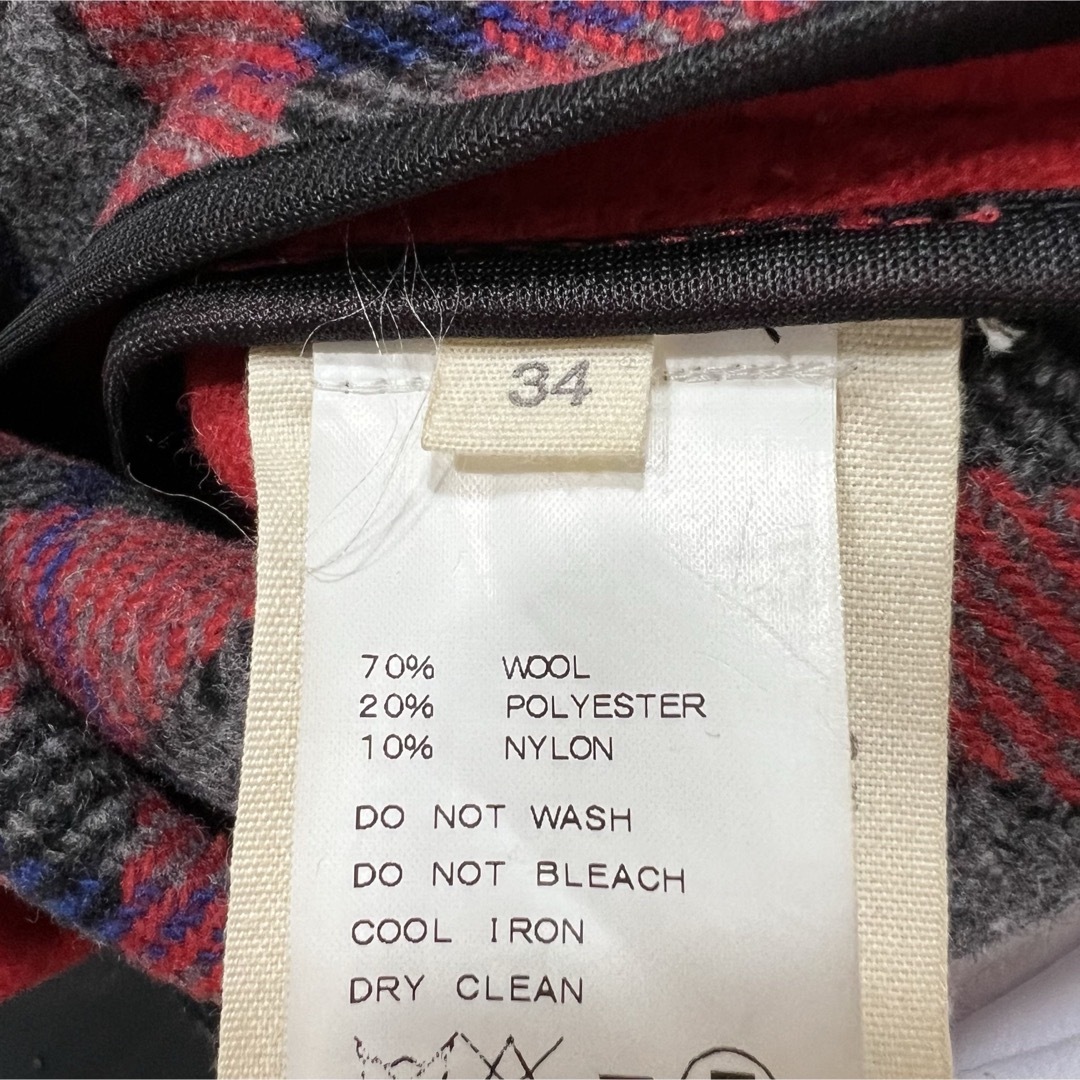 34
70% WOOL
20% POLYESTER
10% NYLON
DO NOT WASH
DO NOT BLEACH
COOL IRON
DRY CLEAN